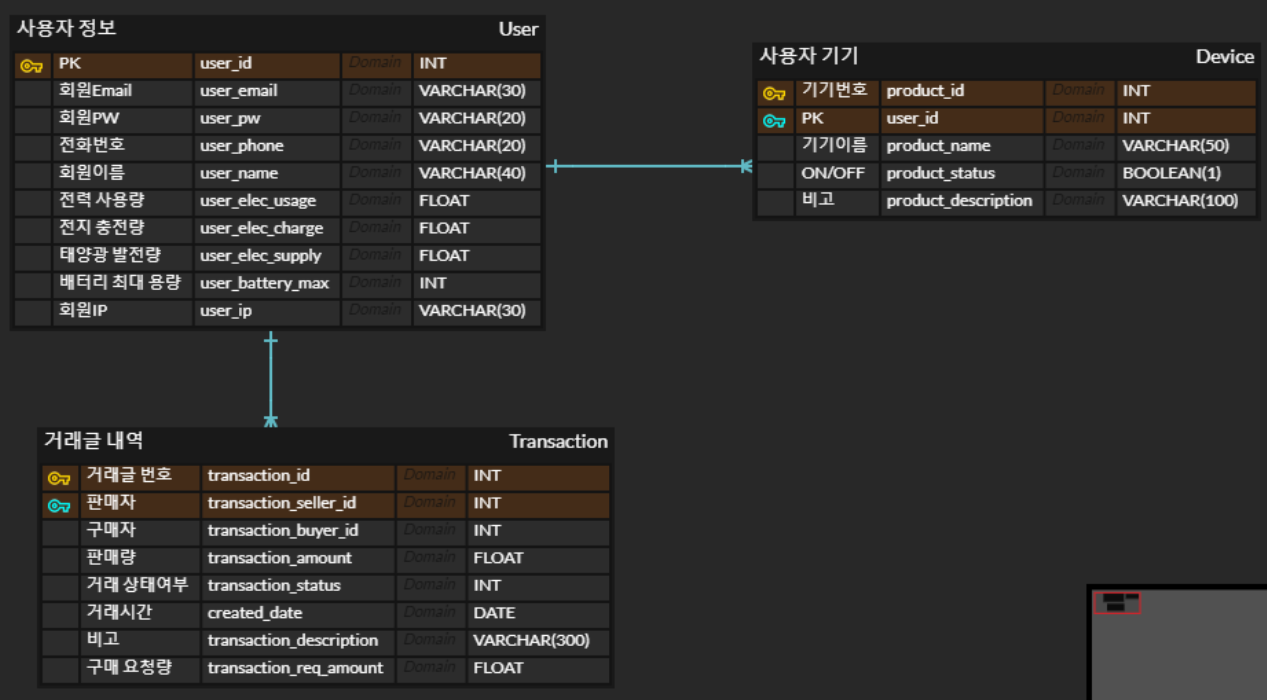 사용자 정보 User
PK user_id Domain INT
회원Email user_email Domain VARCHAR(30)
회원PW user_pw Domain VARCHAR(20)
전화번호 user_phone Domain VARCHAR(20)
회원이름 user_name Domain VARCHAR(40)
전력 사용량 user_elec_usage Domain FLOAT
전지 충전량 user_elec_charge Domain FLOAT
태양광 발전량 user_elec_supply Domain FLOAT
배터리 최대 용량 user_battery_max Domain INT
회원IP user_ip Domain VARCHAR(30)
사용자 기기 Device
기기번호 product_id Domain INT
PK user_id Domain INT
기기이름 product_name Domain VARCHAR(50)
ON/OFF product_status Domain BOOLEAN(1)
비고 product_description Domain VARCHAR(100)
거래글 내역 Transaction
거래글 번호 transaction_id Domain INT
판매자 transaction_seller_id Domain INT
구매자 transaction_buyer_id Domain INT
판매량 transaction_amount Domain FLOAT
거래 상태여부 transaction_status Domain INT
거래시간 created_date Domain DATE
비고 transaction_description Domain VARCHAR(300)
구매 요청량 transaction_req_amount Domain FLOAT